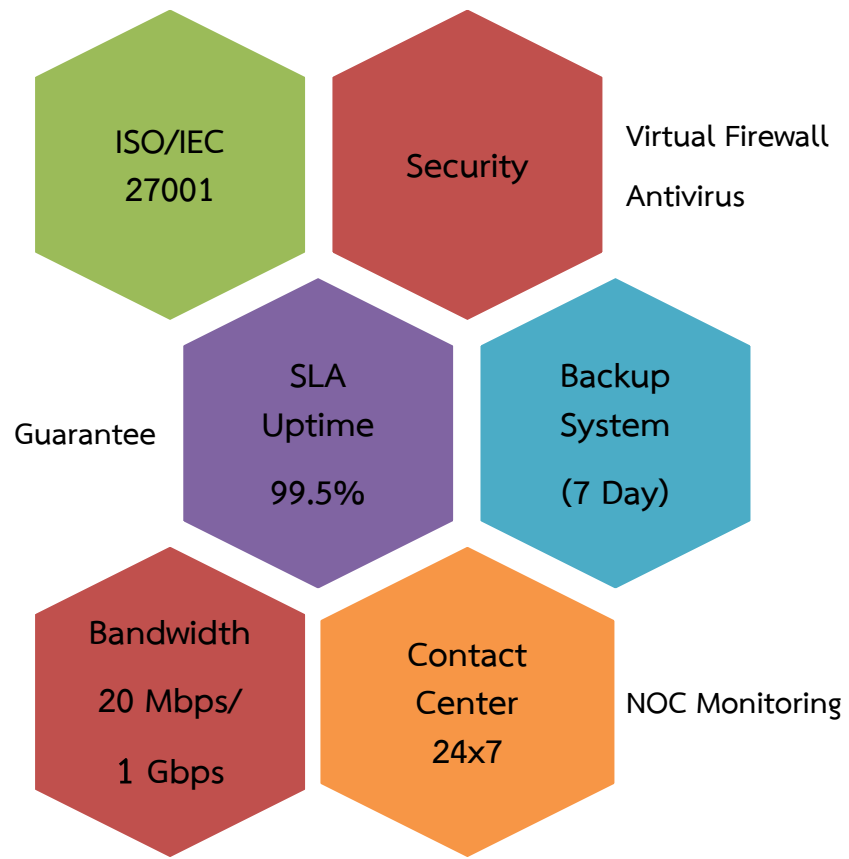 ISO/IEC
27001
Security
Virtual Firewall
Antivirus
Guarantee
SLA
Uptime
99.5%
Backup
System
(7 Day)
Bandwidth
20 Mbps/
1 Gbps
Contact
Center
24x7
NOC Monitoring